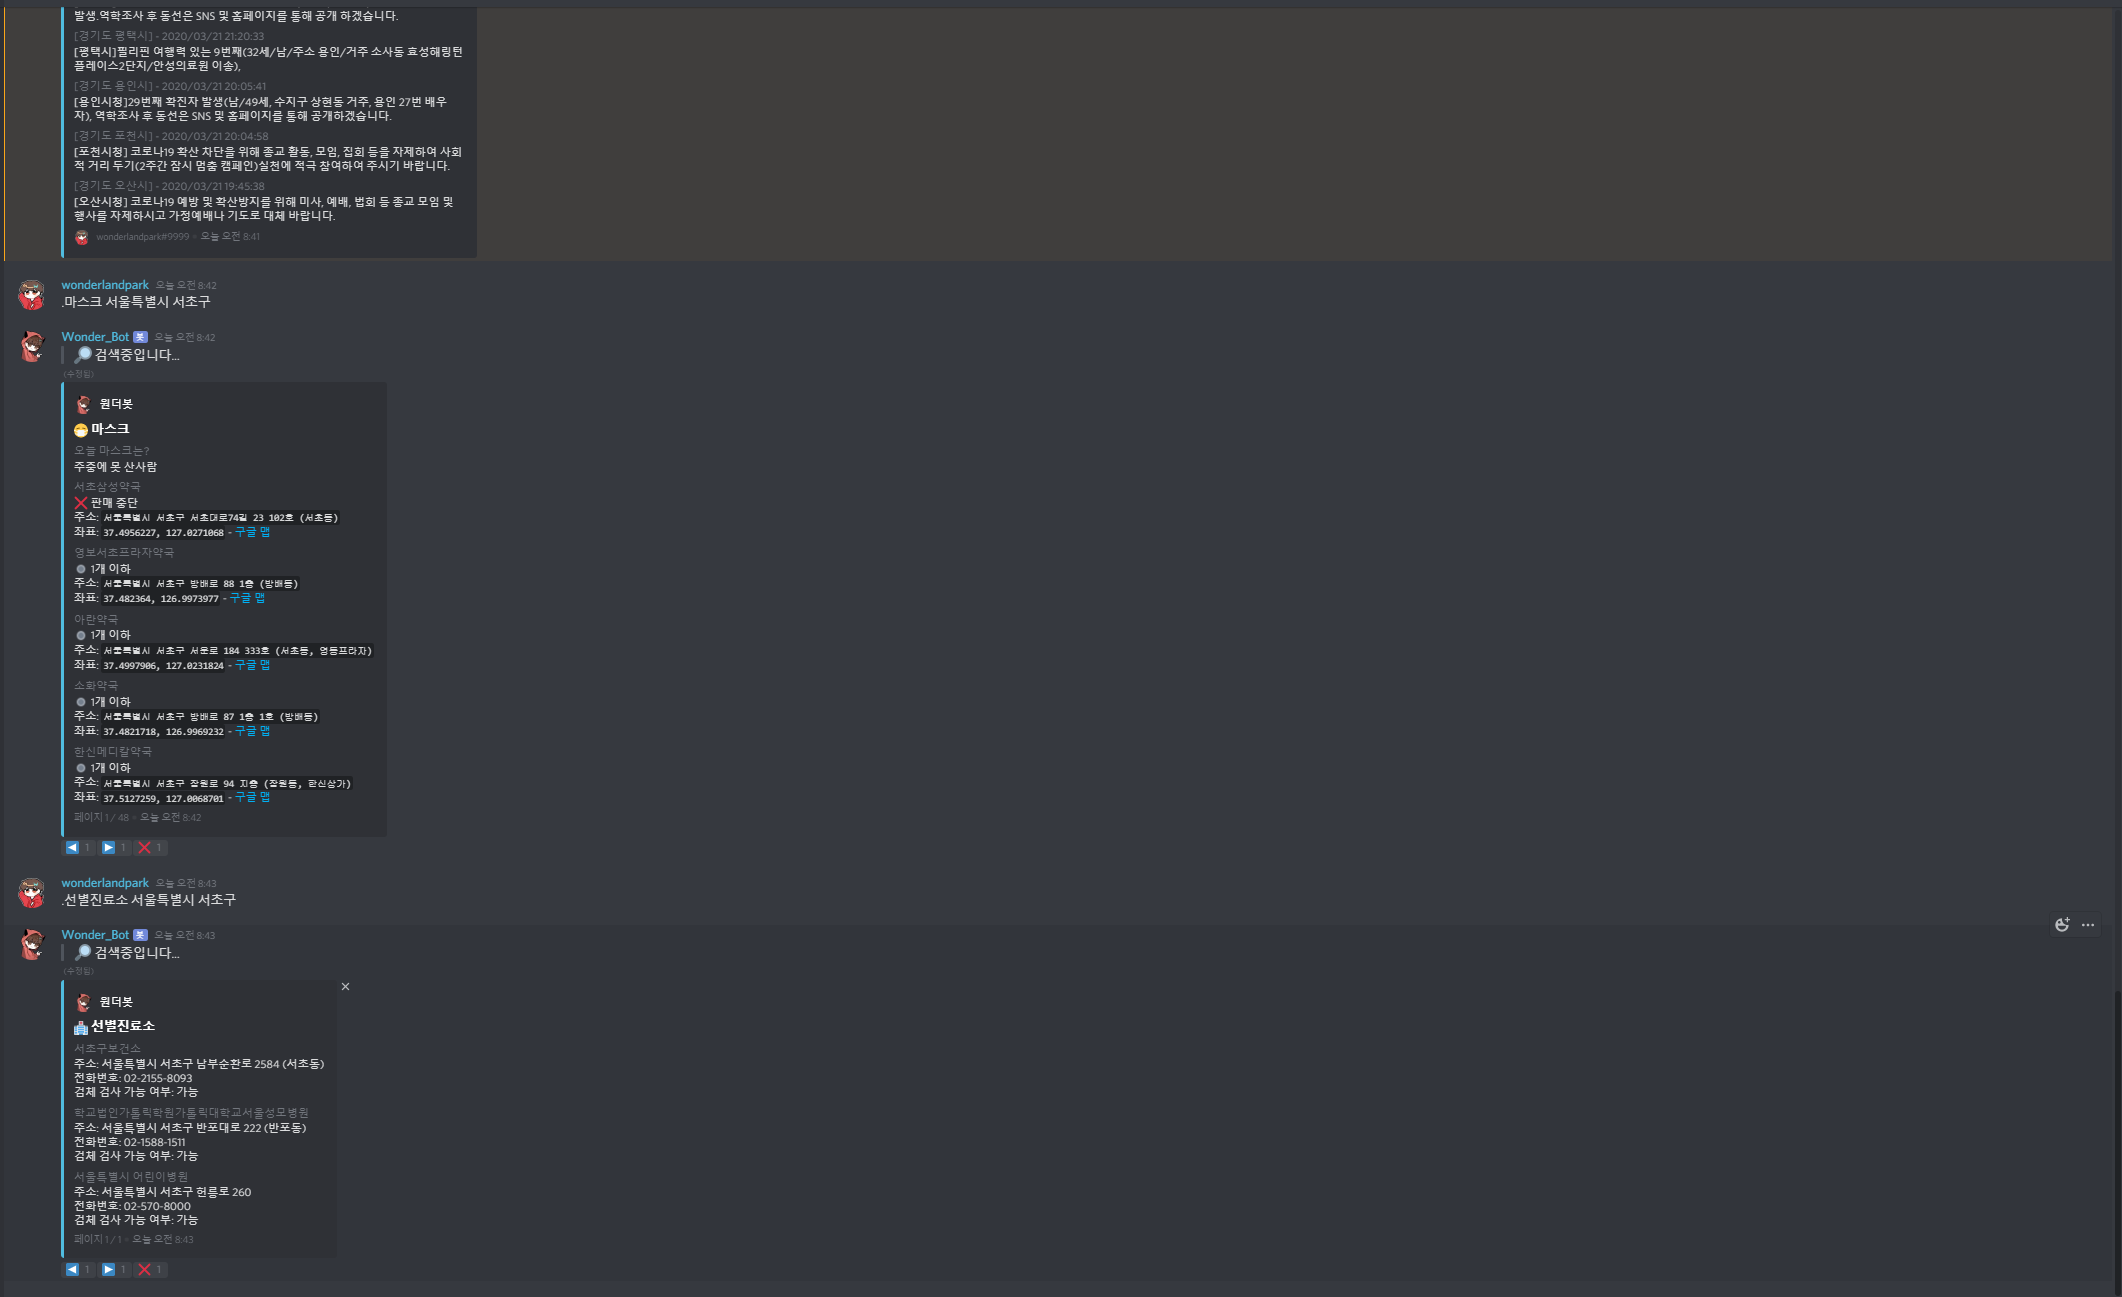 발생.역학조사 후 동선은 SNS 및 홈페이지를 통해 공개 하겠습니다.
[경기도 평택시] - 2020/03/21 21:20:33
[평택시]필리핀 여행력 있는 9번째(32세/남/주소 용인/거주 소사동 효성해링턴
플레이스2단지/안성의료원 이송),
[경기도 용인시] - 2020/03/21 20:05:41
[용인시청]29번째 확진자 발생(남/49세, 수지구 상현동 거주, 용인 27번 배우
자), 역학조사 후 동선은 SNS 및 홈페이지를 통해 공개하겠습니다.
[경기도 포천시] - 2020/03/21 20:04:58
[포천시청] 코로나19 확산 차단을 위해 종교 활동, 모임, 집회 등을 자제하여 사회
적 거리 두기(2주간 잠시 멈춤 캠페인)실천에 적극 참여하여 주시기 바랍니다.
[경기도 오산시] - 2020/03/21 19:45:38
[오산시청] 코로나19 예방 및 확산방지를 위해 미사, 예배, 법회 등 종교 모임 및
행사를 자제하시고 가정예배나 기도로 대체 바랍니다.
wonderlandpark#9999 • 오늘 오전 8:41
wonderlandpark 오늘 오전 8:42
.마스크 서울특별시 서초구
Wonder_Bot 봇 오늘 오전 8:42
검색중입니다...
(수정됨)
원더봇
마스크
오늘 마스크는?
주중에 못 산사람
서초삼성약국
판매 중단
주소: 서울특별시 서초구 서초대로74길 23 102호 (서초동)
좌표: 37.4956227, 127.0271068 - 구글 맵
영보서초프라자약국
1개 이하
주소: 서울특별시 서초구 방배로 88 1층 (방배동)
좌표: 37.482364, 126.9973977 - 구글 맵
아란약국
1개 이하
주소: 서울특별시 서초구 서운로 184 333호 (서초동, 영동프라자)
좌표: 37.4997906, 127.0231824 - 구글 맵
소화약국
1개 이하
주소: 서울특별시 서초구 방배로 87 1층 1호 (방배동)
좌표: 37.4821718, 126.9969232 - 구글 맵
한신메디칼약국
1개 이하
주소: 서울특별시 서초구 잠원로 94 지층 (잠원동, 한신상가)
좌표: 37.5127259, 127.0068701 - 구글 맵
페이지 1 / 48 • 오늘 오전 8:42
1 1 1
wonderlandpark 오늘 오전 8:43
.선별진료소 서울특별시 서초구
Wonder_Bot 봇 오늘 오전 8:43
검색중입니다...
(수정됨)
원더봇
선별진료소
서초구보건소
주소: 서울특별시 서초구 남부순환로 2584 (서초동)
전화번호: 02-2155-8093
검체 검사 가능 여부: 가능
학교법인가톨릭학원가톨릭대학교서울성모병원
주소: 서울특별시 서초구 반포대로 222 (반포동)
전화번호: 02-1588-1511
검체 검사 가능 여부: 가능
서울특별시 어린이병원
주소: 서울특별시 서초구 헌릉로 260
전화번호: 02-570-8000
검체 검사 가능 여부: 가능
페이지 1 / 1 • 오늘 오전 8:43
1 1 1